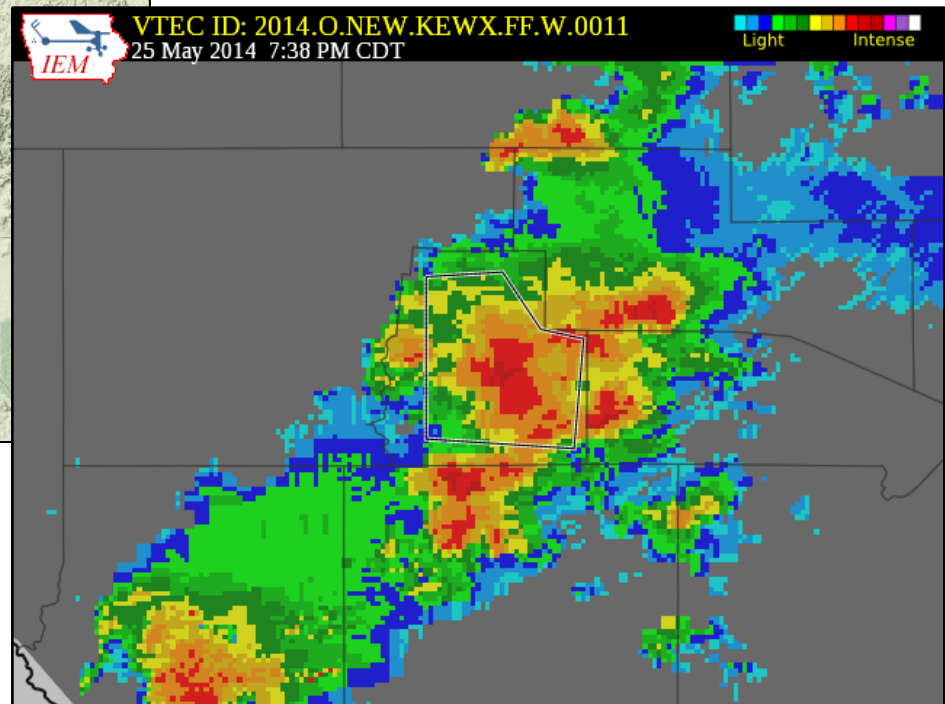 VTEC ID: 2014.O.NEW.KEWX.FF.W.0011
25 May 2014 7:38 PM CDT
IEM
Light Intense